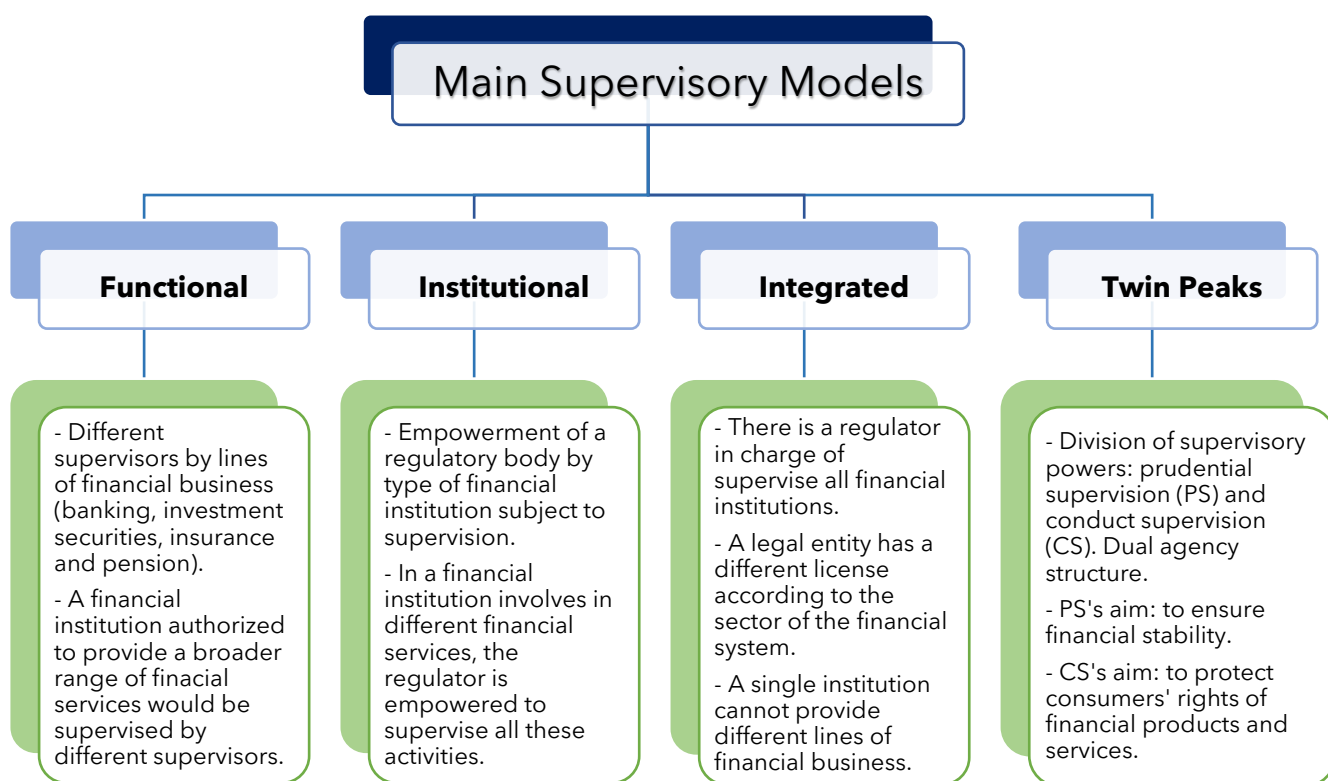 Main Supervisory Models
Functional
- Different
supervisors by lines
of financial business
(banking, investment
securities, insurance
and pension).
- A financial
institution authorized
to provide a broader
range of finacial
services would be
supervised by
different supervisors.
Institutional
- Empowerment of a
regulatory body by
type of financial
institution subject to
supervision.
- In a financial
institution involves in
different financial
services, the
regulator is
empowered to
supervise all these
activities.
Integrated
- There is a regulator
in charge of
supervise all financial
institutions.
- A legal entity has a
different license
according to the
sector of the financial
system.
- A single institution
cannot provide
different lines of
financial business.
Twin Peaks
- Division of supervisory
powers: prudential
supervision (PS) and
conduct supervision
(CS). Dual agency
structure.
- PS's aim: to ensure
financial stability.
- CS's aim: to protect
consumers' rights of
financial products and
services.